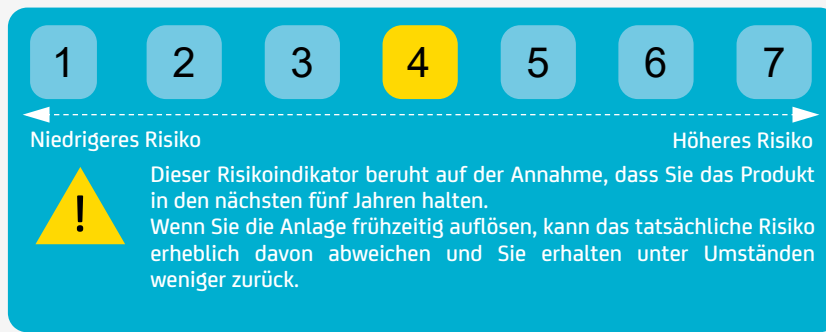 1 2 3 4 5 6 7
Niedrigeres Risiko Höheres Risiko
!
Dieser Risikoindikator beruht auf der Annahme, dass Sie das Produkt
in den nächsten fünf Jahren halten.
Wenn Sie die Anlage frühzeitig auflösen, kann das tatsächliche Risiko
erheblich davon abweichen und Sie erhalten unter Umständen
weniger zurück.